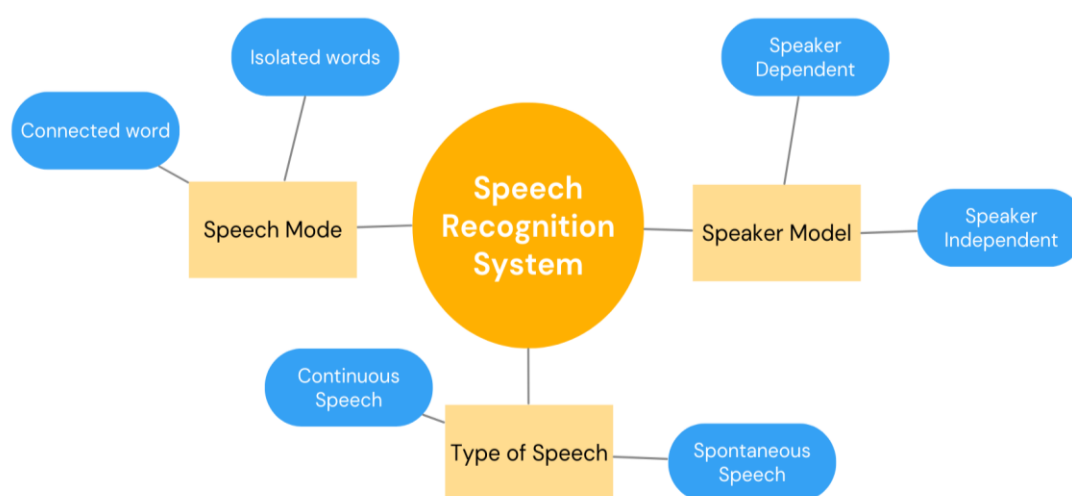 Isolated words
Connected word
Speech Mode
Speech
Recognition
System
Speaker
Dependent
Speaker Model
Speaker
Independent
Continuous
Speech
Type of Speech
Spontaneous
Speech